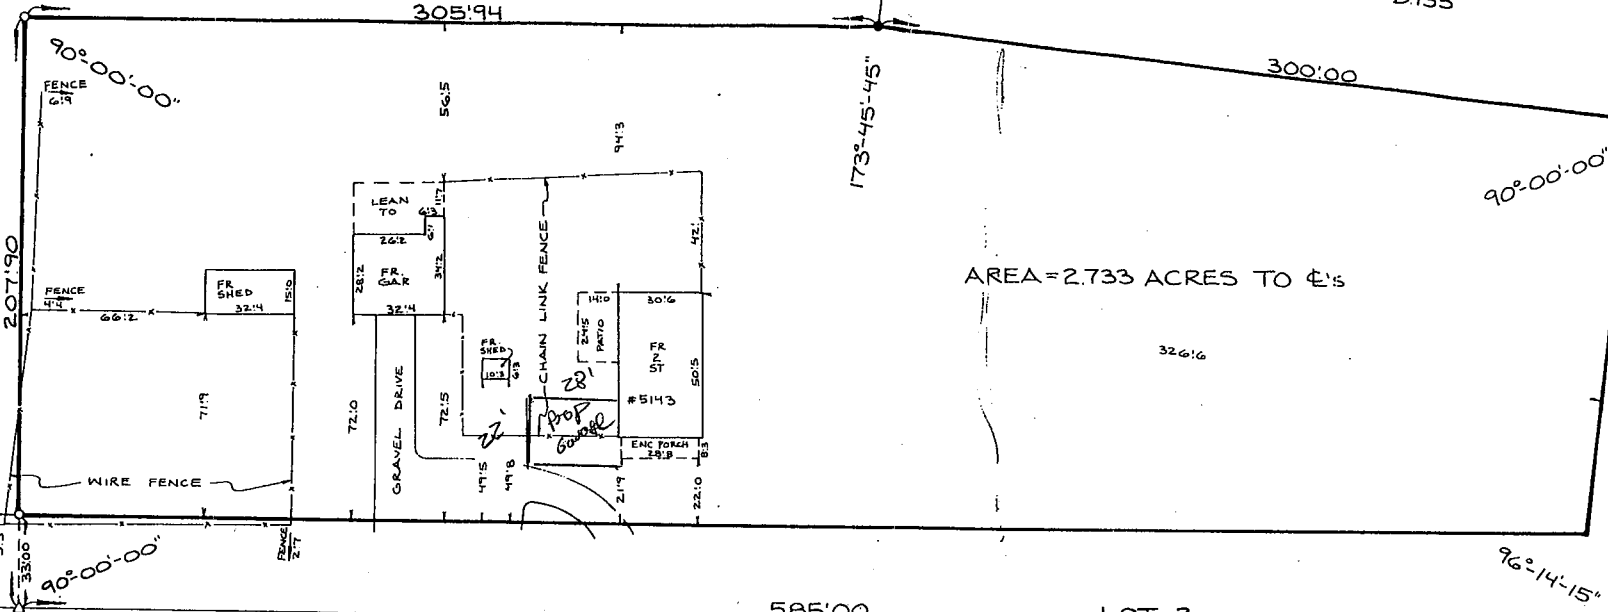 305'.94
D.155
90°-00'-00"
FENCE
6'.9
56'.5
94'.3
173°-45'-45"
300'.00
90°-00'-00"
207'.90
LEAN
TO
11'.7
6'.3
6'.1
26'.2
FR.
GAR
28'.2
34'.2
32'.4
CHAIN LINK FENCE
42'.
FENCE
4'.4
66'.2
FR
SHED
32'.4
15'.0
AREA=2.733 ACRES TO ℄'s
326'.6
14'.0
24'.5
PATIO
30'.6
FR
2
ST
50'.5
#5143
FR.
SHED
10'.3
6'.3
28'
22'
Prop
Garage
ENC PORCH
28'.8
8'.3
71'.9
72'.0
GRAVEL DRIVE
72'.5
49'.5
49'.8
21'.9
22'.0
WIRE FENCE
FENCE
2'.7
33'.00
90°-00'-00"
96°-14'-15"
585'.00